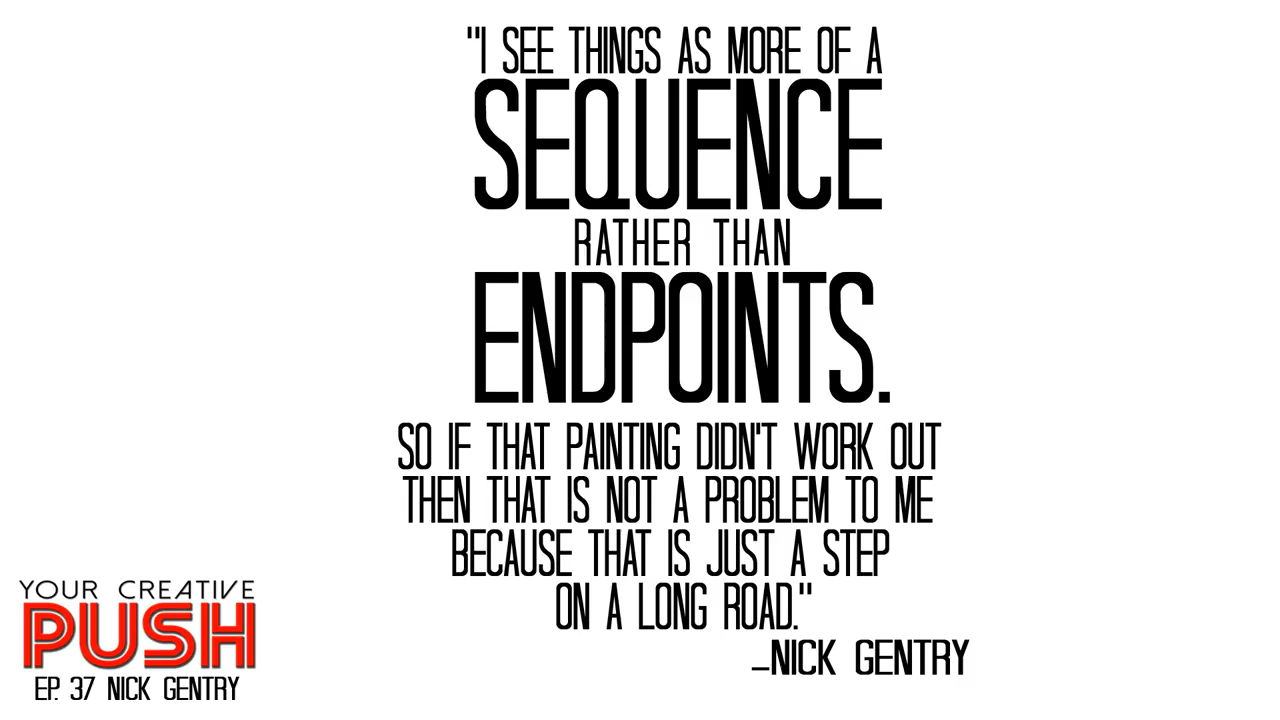 "I SEE THINGS AS MORE OF A
SEQUENCE
RATHER THAN
ENDPOINTS.
SO IF THAT PAINTING DIDN'T WORK OUT
THEN THAT IS NOT A PROBLEM TO ME
BECAUSE THAT IS JUST A STEP
ON A LONG ROAD."
–NICK GENTRY
YOUR CREATIVE
PUSH
EP. 37 NICK GENTRY